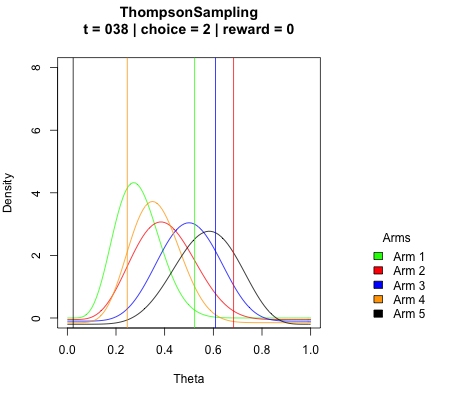 ThompsonSampling
t = 038 | choice = 2 | reward = 0
8
6
4
2
0
Density
0.0 0.2 0.4 0.6 0.8 1.0
Theta
Arms
Arm 1
Arm 2
Arm 3
Arm 4
Arm 5